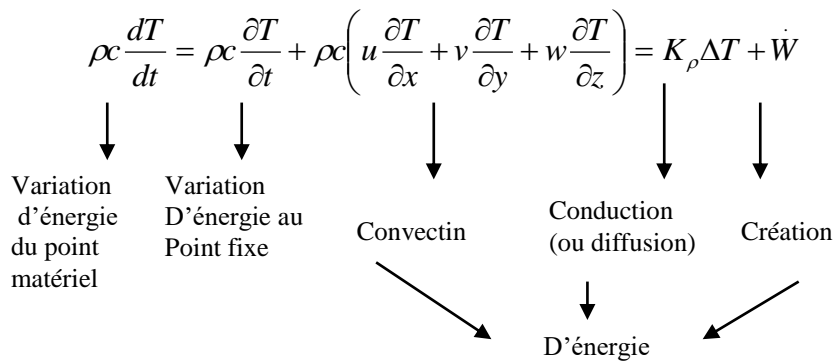 ρc dT/dt = ρc ∂T/∂t + ρc(u ∂T/∂x + v ∂T/∂y + w ∂T/∂z) = K_ρ ΔT + Ẇ
Variation
d’énergie
du point
matériel
Variation
D’énergie au
Point fixe
Convectin
Conduction
(ou diffusion)
Création
D’énergie